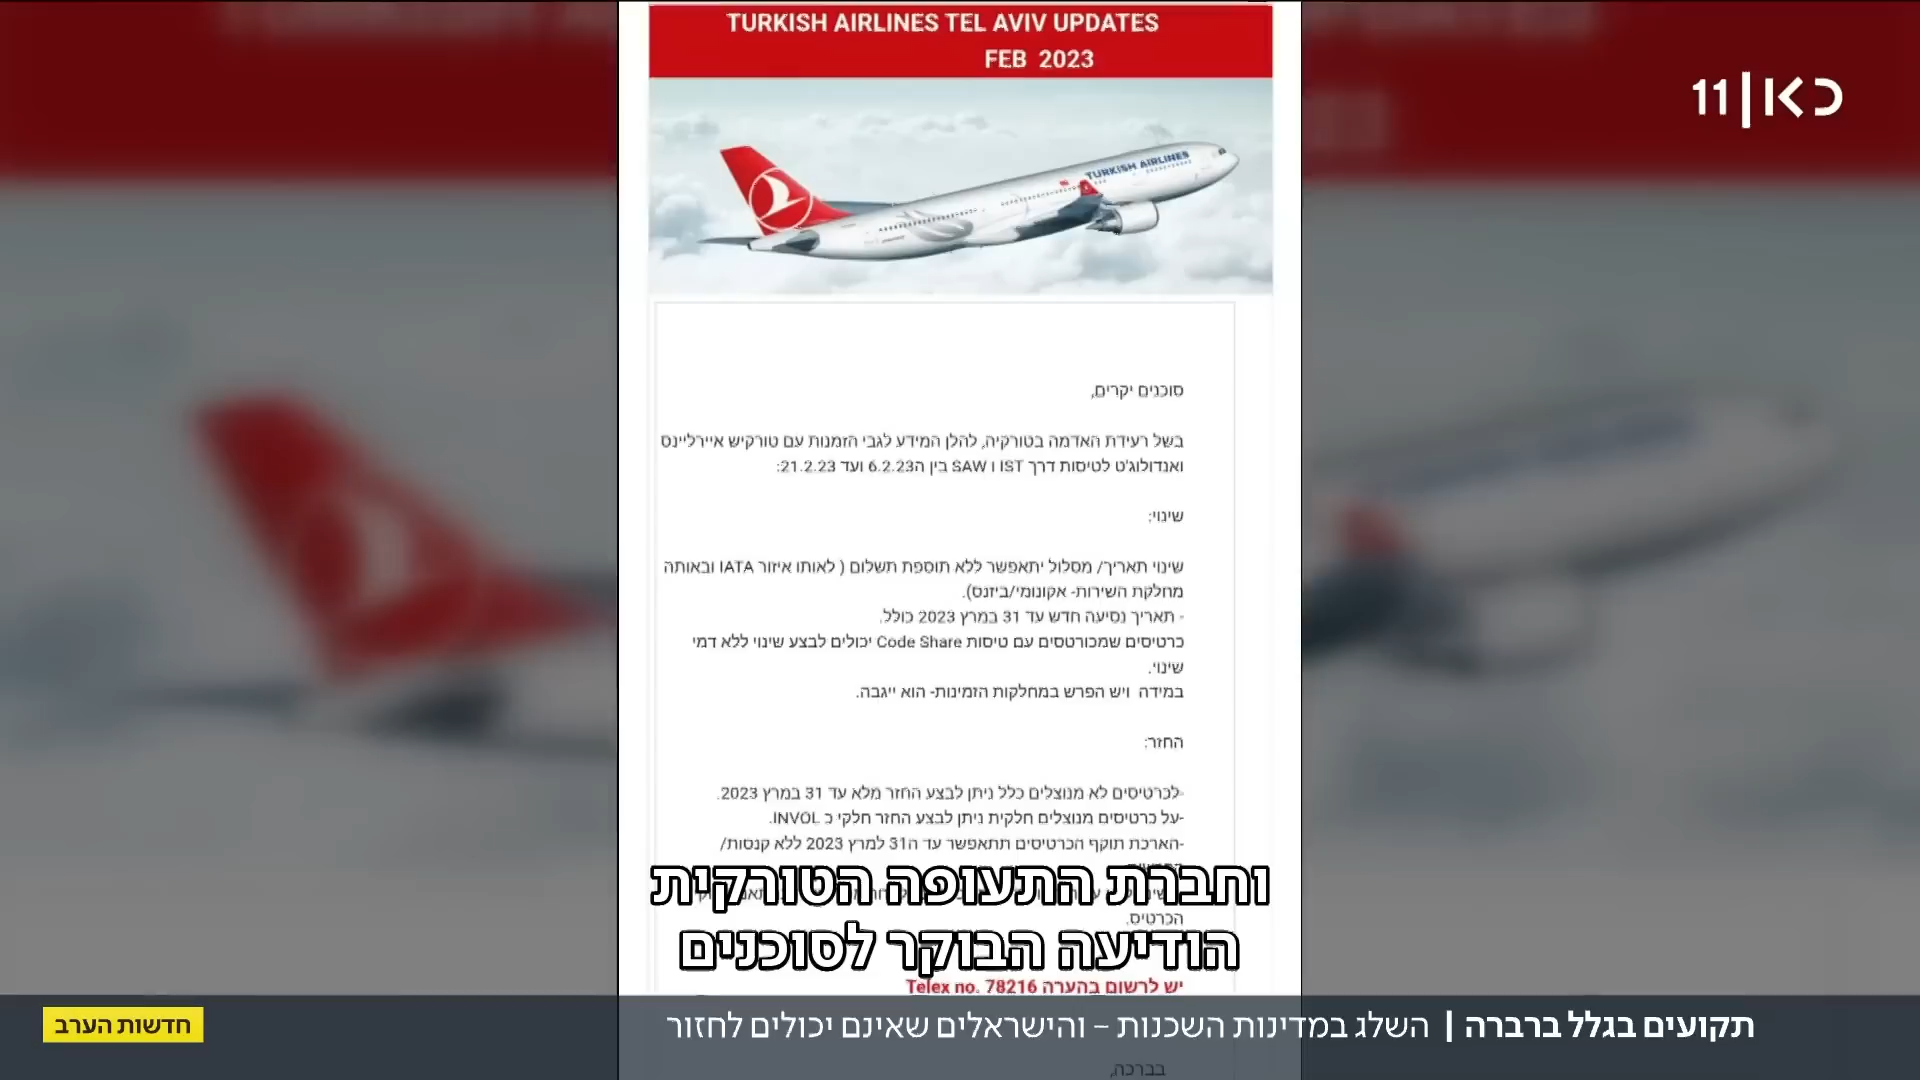 TURKISH AIRLINES TEL AVIV UPDATES
FEB 2023
כאן|11
TURKISH AIRLINES
סוכנים יקרים,
בשל רעידת האדמה בטורקיה, להלן המידע לגבי הזמנות עם טורקיש איירליינס
ואנדולוג'ט לטיסות דרך IST ו SAW בין ה6.2.23 ועד 21.2.23:
שינוי:
שינוי תאריך/ מסלול יתאפשר ללא תוספת תשלום ( לאותו איזור IATA ובאותה
מחלקת השירות- אקונומי/ביזנס).
- תאריך נסיעה חדש עד 31 במרץ 2023 כולל.
כרטיסים שמכורטסים עם טיסות Code Share יכולים לבצע שינוי ללא דמי
שינוי.
במידה ויש הפרש במחלקות הזמינות- הוא ייגבה.
החזר:
-לכרטיסים לא מנוצלים כלל ניתן לבצע החזר מלא עד 31 במרץ 2023.
-על כרטיסים מנוצלים חלקית ניתן לבצע החזר חלקי כ INVOL.
-הארכת תוקף הכרטיסים תתאפשר עד ה31 למרץ 2023 ללא קנסות/
הכרטיס.
וחברת התעופה הטורקית
הודיעה הבוקר לסוכנים
יש לרשום בהערה Telex no. 78216
תקועים בגלל ברברה | השלג במדינות השכנות – והישראלים שאינם יכולים לחזור
חדשות הערב
בברכה,